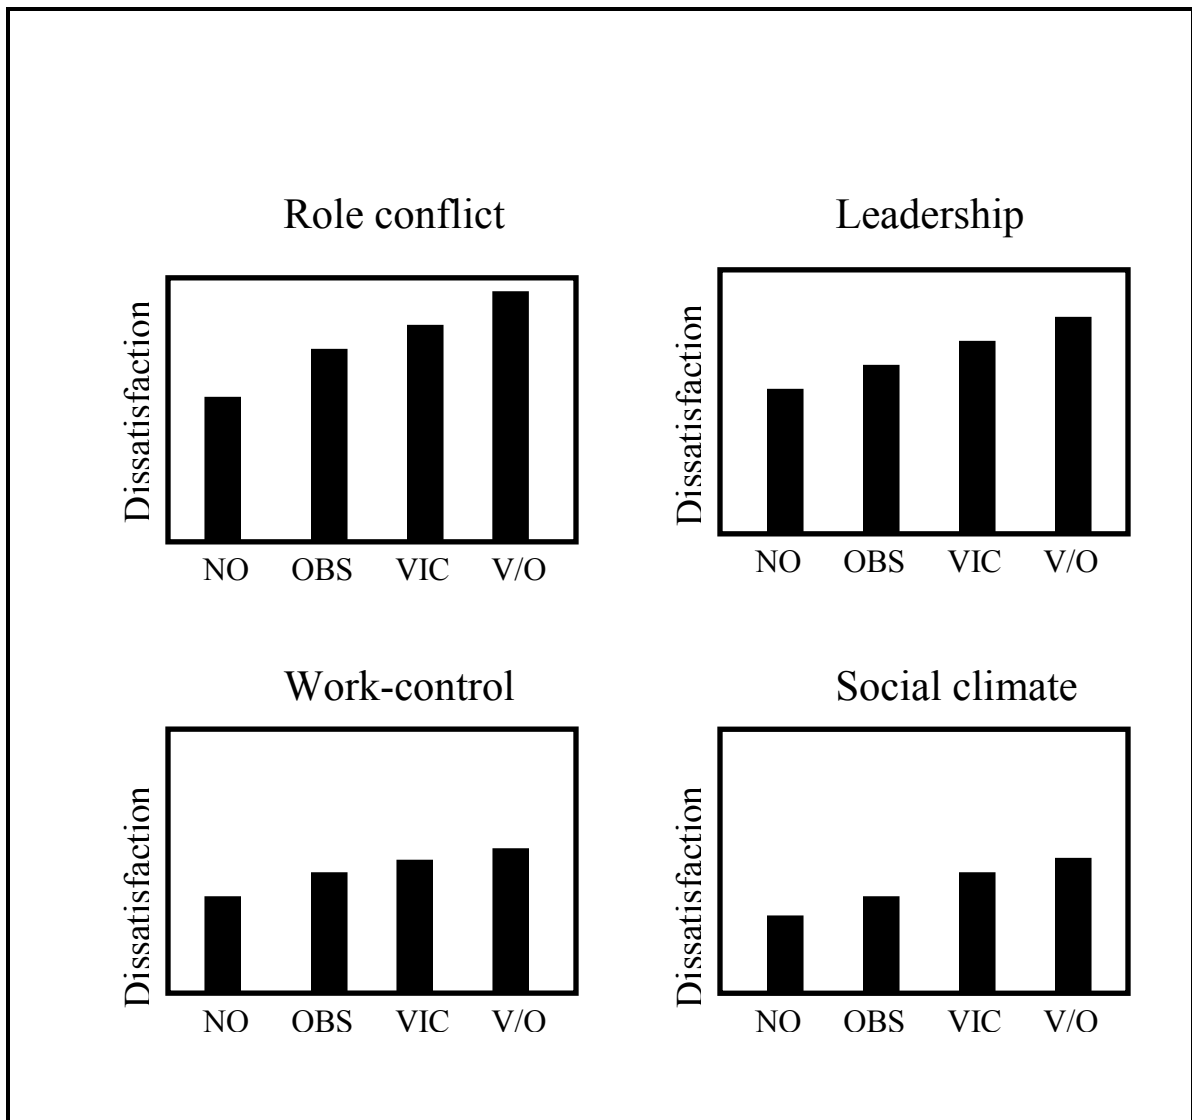 Role conflict
Dissatisfaction
NO OBS VIC V/O
Leadership
Dissatisfaction
NO OBS VIC V/O
Work-control
Dissatisfaction
NO OBS VIC V/O
Social climate
Dissatisfaction
NO OBS VIC V/O